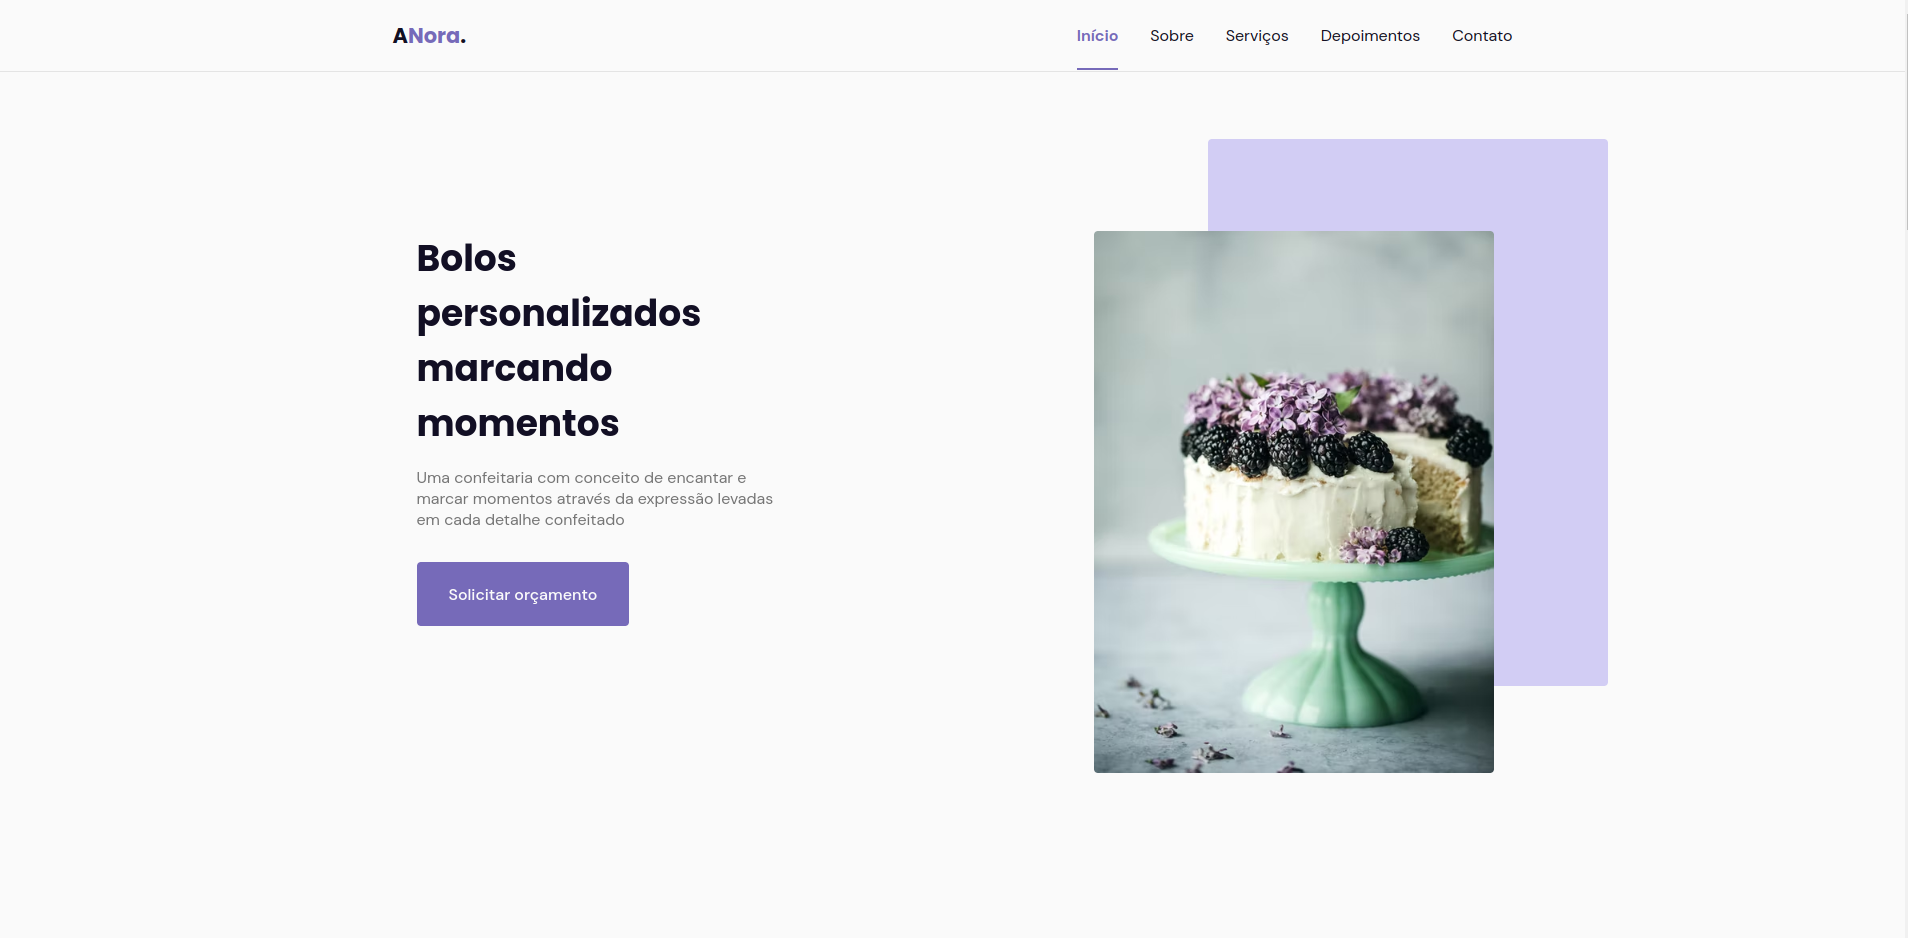 ANora.
Início Sobre Serviços Depoimentos Contato
Bolos
personalizados
marcando
momentos
Uma confeitaria com conceito de encantar e
marcar momentos através da expressão levadas
em cada detalhe confeitado
Solicitar orçamento